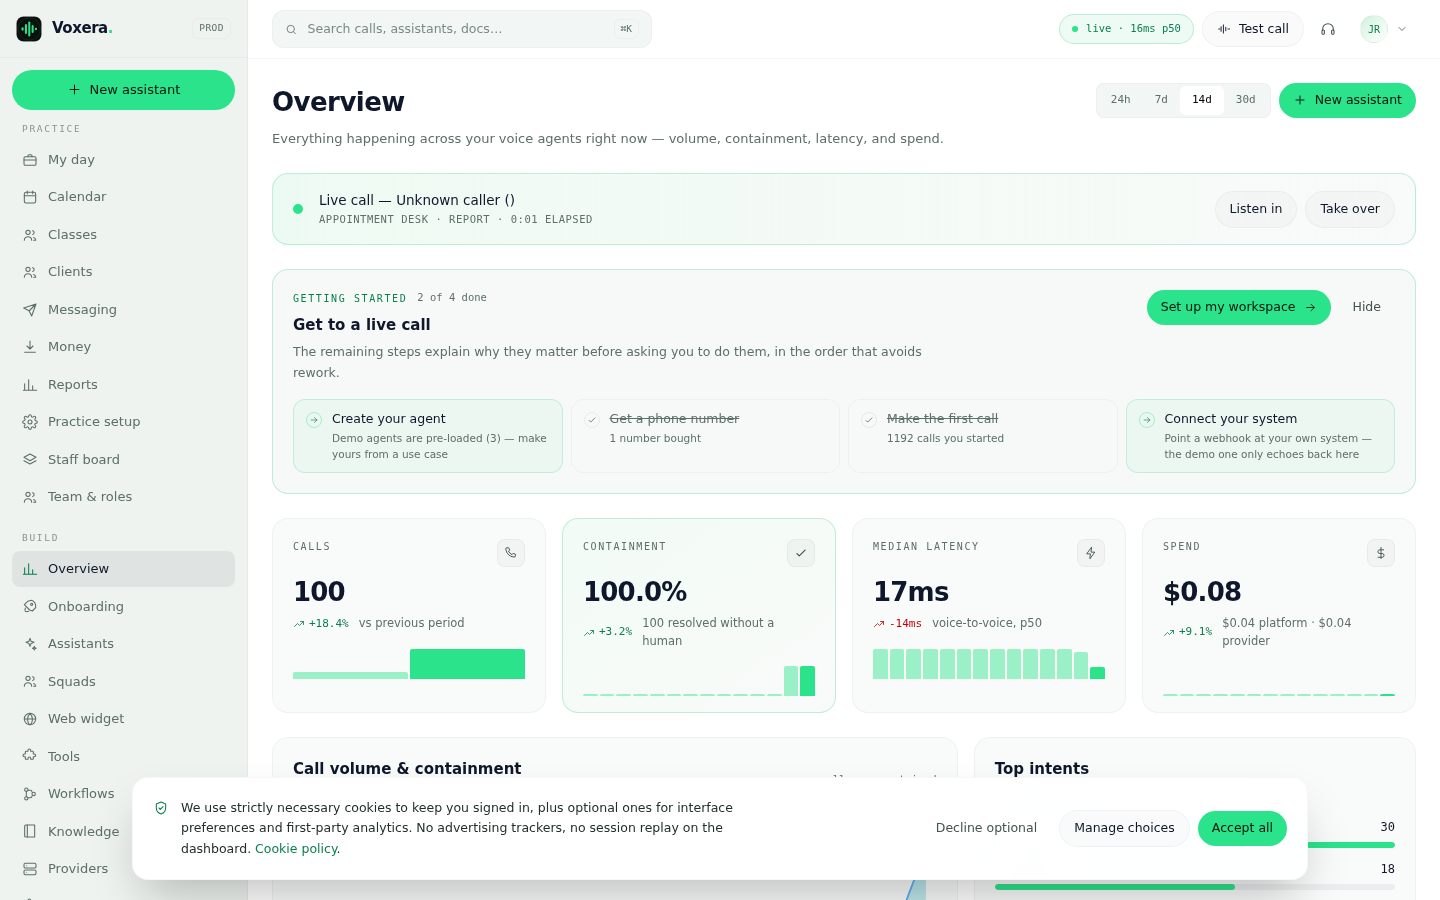 Voxera.
PROD
Search calls, assistants, docs...
⌘K
live · 16ms p50
Test call
JR
New assistant
PRACTICE
My day
Calendar
Classes
Clients
Messaging
Money
Reports
Practice setup
Staff board
Team & roles
BUILD
Overview
Onboarding
Assistants
Squads
Web widget
Tools
Workflows
Knowledge
Providers
Overview
24h
7d
14d
30d
New assistant
Everything happening across your voice agents right now — volume, containment, latency, and spend.
Live call — Unknown caller ()
APPOINTMENT DESK · REPORT · 0:01 ELAPSED
Listen in
Take over
GETTING STARTED 2 of 4 done
Get to a live call
The remaining steps explain why they matter before asking you to do them, in the order that avoids
rework.
Set up my workspace
Hide
Create your agent
Demo agents are pre-loaded (3) — make
yours from a use case
Get a phone number
1 number bought
Make the first call
1192 calls you started
Connect your system
Point a webhook at your own system —
the demo one only echoes back here
CALLS
100
+18.4% vs previous period
CONTAINMENT
100.0%
+3.2%
100 resolved without a
human
MEDIAN LATENCY
17ms
-14ms voice-to-voice, p50
SPEND
$0.08
+9.1%
$0.04 platform · $0.04
provider
Call volume & containment
Top intents
30
18
We use strictly necessary cookies to keep you signed in, plus optional ones for interface
preferences and first-party analytics. No advertising trackers, no session replay on the
dashboard. Cookie policy.
Decline optional
Manage choices
Accept all